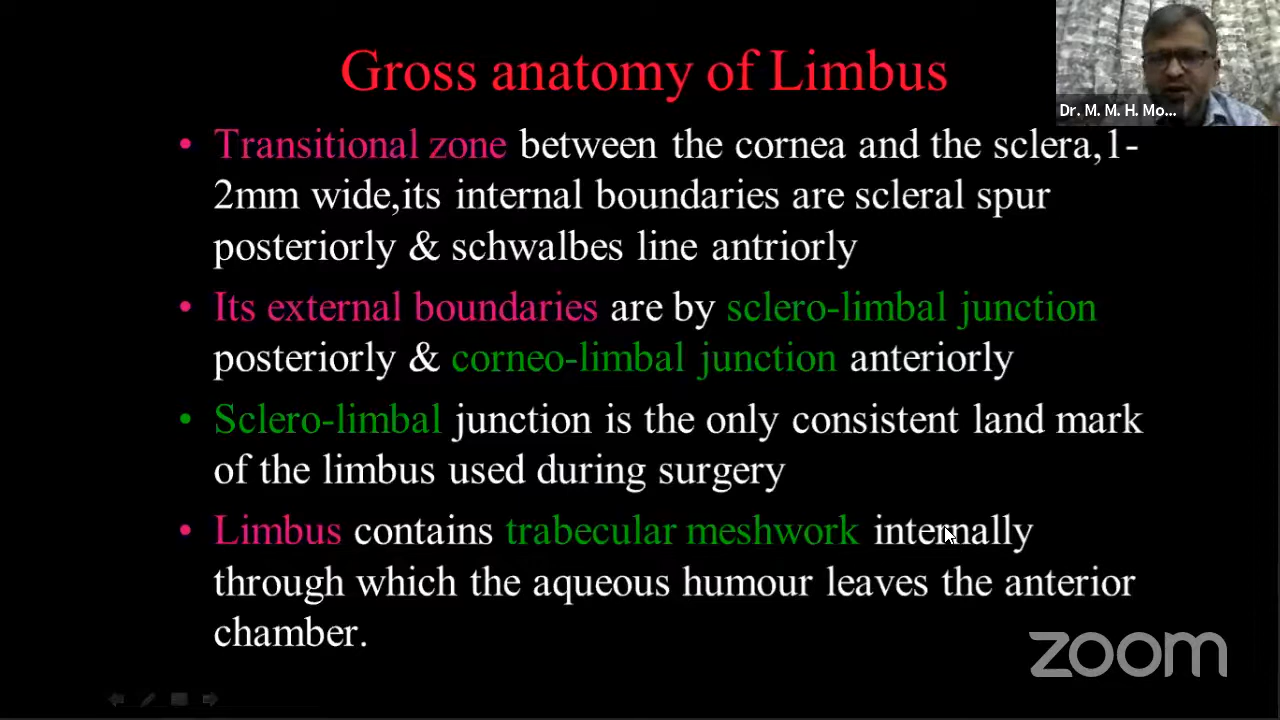 Gross anatomy of Limbus
Dr. M. M. H. Mo...
• Transitional zone between the cornea and the sclera,1-
2mm wide,its internal boundaries are scleral spur
posteriorly & schwalbes line antriorly
• Its external boundaries are by sclero-limbal junction
posteriorly & corneo-limbal junction anteriorly
• Sclero-limbal junction is the only consistent land mark
of the limbus used during surgery
• Limbus contains trabecular meshwork internally
through which the aqueous humour leaves the anterior
chamber.
zoom